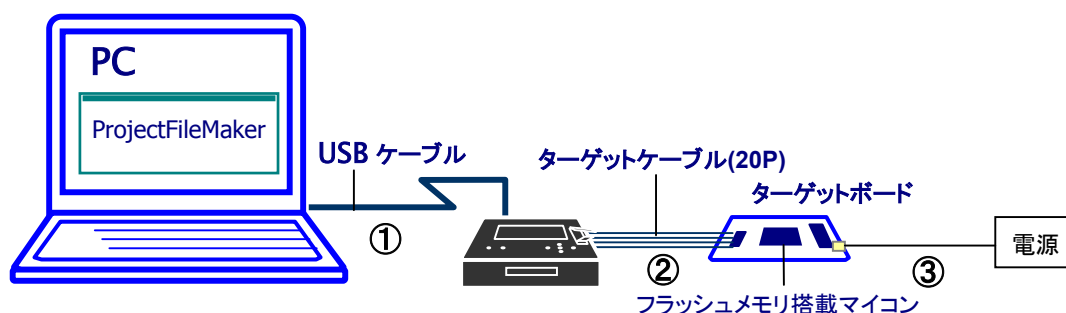 PC
ProjectFileMaker
USB ケーブル
ターゲットケーブル(20P)
ターゲットボード
①
②
③
電源
フラッシュメモリ搭載マイコン